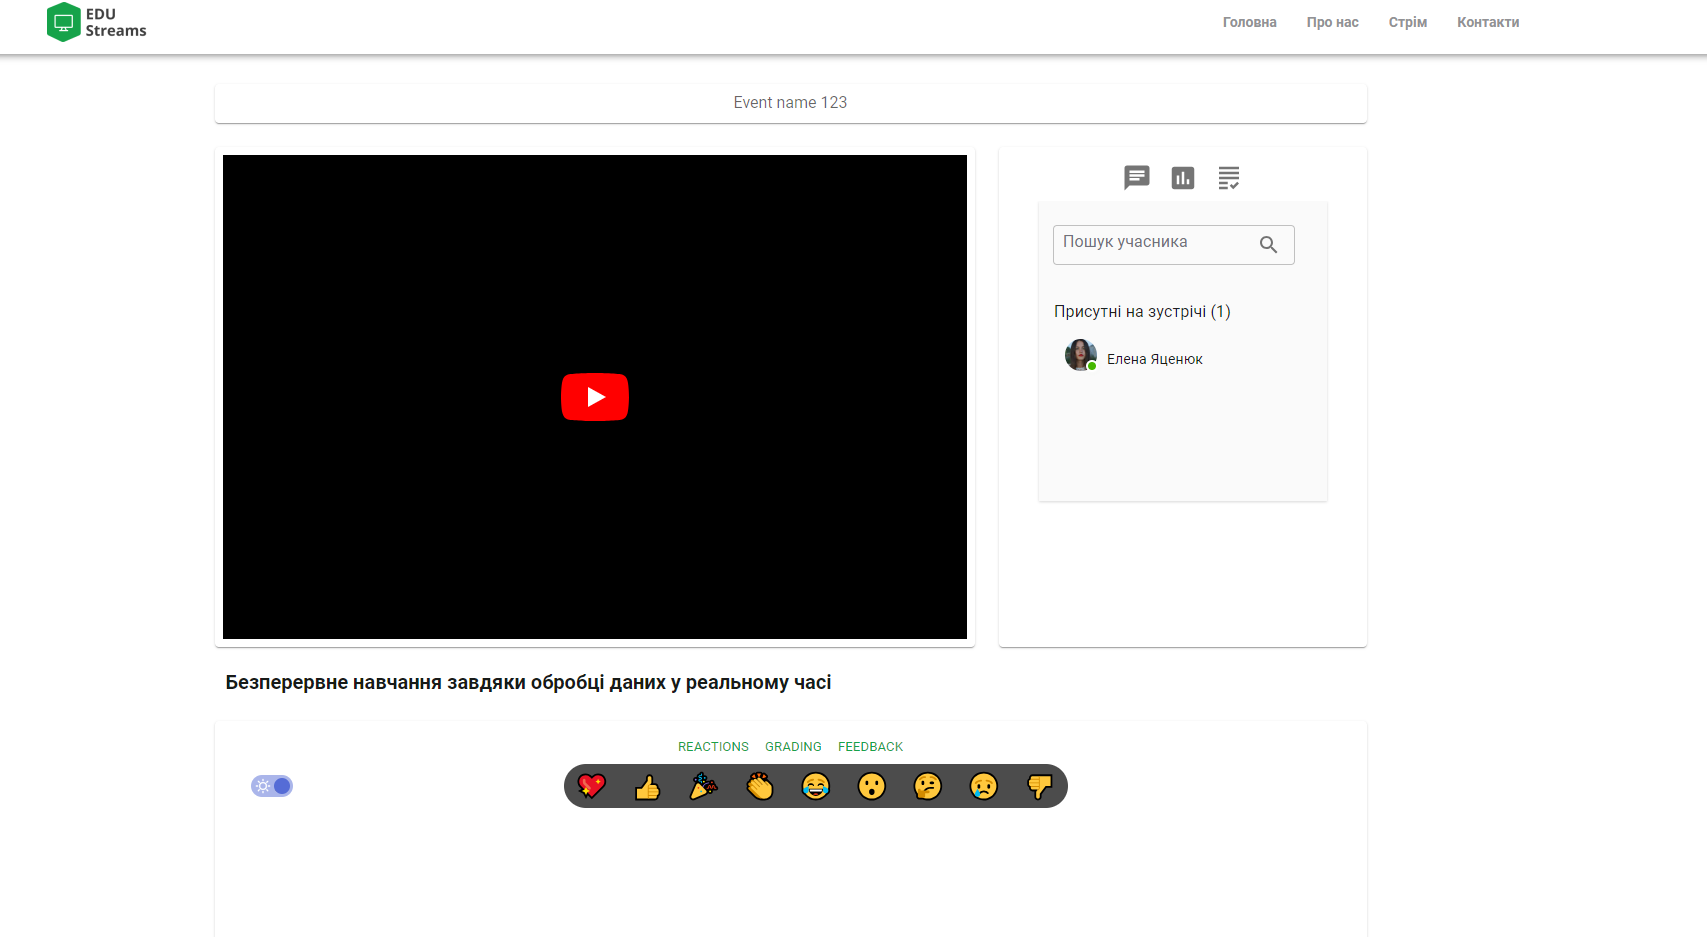 EDU
Streams
Головна
Про нас
Стрім
Контакти
Event name 123
Пошук учасника
Присутні на зустрічі (1)
Елена Яценюк
Безперервне навчання завдяки обробці даних у реальному часі
REACTIONS
GRADING
FEEDBACK